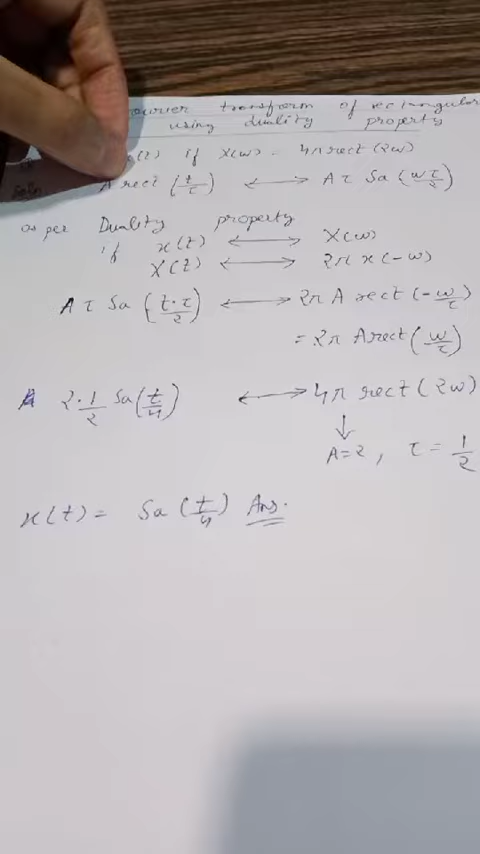 ourier transform of rectangular
using duality property
(t) if X(ω) = 4π rect (2ω)
Soln A rect (t/τ) ⟷ Aτ Sa (ωτ/2)
as per Duality property
if x(t) ⟷ X(ω)
X(t) ⟷ 2π x(-ω)
Aτ Sa (t·τ/2) ⟷ 2π A rect (-ω/τ)
= 2π A rect (ω/τ)
2·1/2 Sa (t/4) ⟷ 4π rect (2ω)
↓
A=2, τ = 1/2
x(t) = Sa (t/4) Ans.